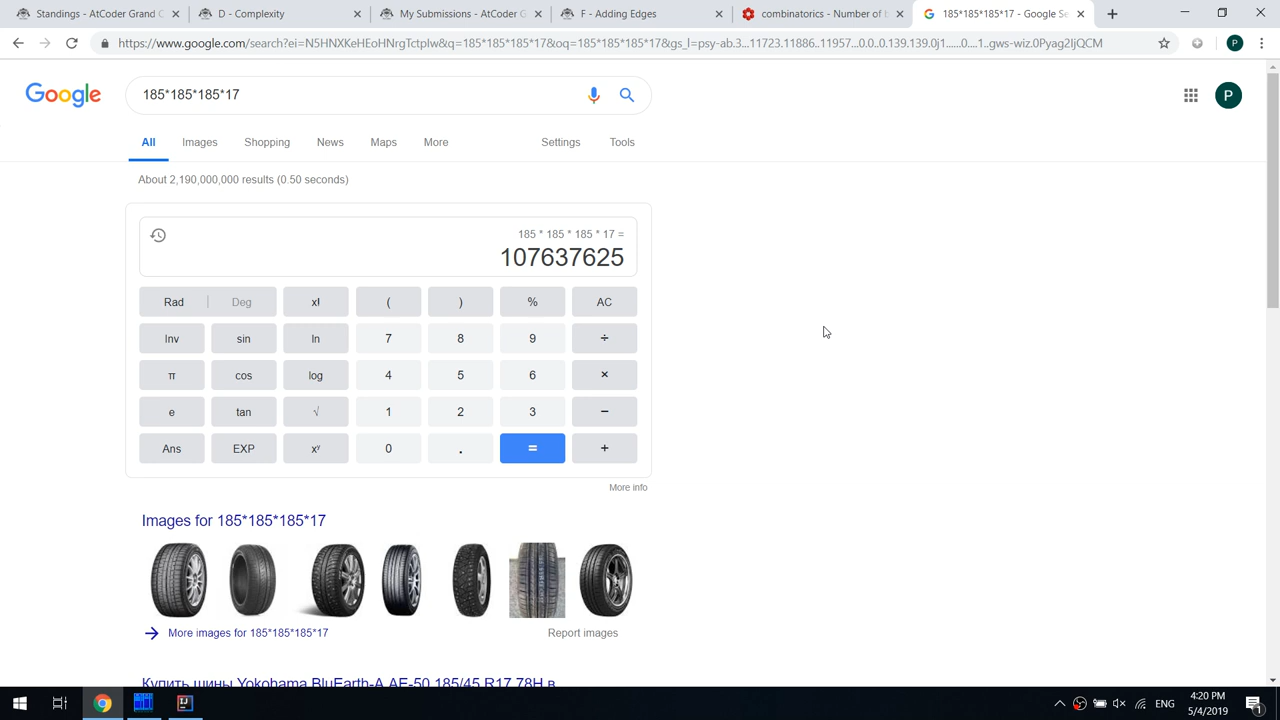 Standings - AtCoder Grand C
D - Complexity
My Submissions - AtCoder G
F - Adding Edges
combinatorics - Number of b
185*185*185*17 - Google Se
https://www.google.com/search?ei=N5HNXKeHEoHNrgTctpIw&q=185*185*185*17&oq=185*185*185*17&gs_l=psy-ab.3...11723.11886..11957...0.0..0.139.139.0j1......0....1..gws-wiz.0Pyag2IjQCM
P
Google
185*185*185*17
P
All Images Shopping News Maps More Settings Tools
About 2,190,000,000 results (0.50 seconds)
185 * 185 * 185 * 17 =
107637625
Rad Deg x! ( ) % AC
Inv sin ln 7 8 9 ÷
π cos log 4 5 6 ×
e tan √ 1 2 3 −
Ans EXP xʸ 0 . = +
More info
Images for 185*185*185*17
More images for 185*185*185*17
Report images
Купить шины Yokohama BluEarth-A AE-50 185/45 R17 78H в
ENG
4:20 PM
5/4/2019
1